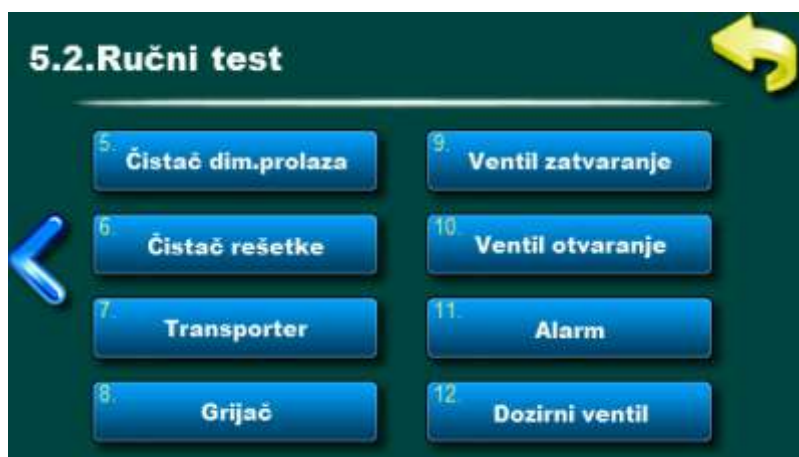 5.2.Ručni test
5.
Čistač dim.prolaza
6.
Čistač rešetke
7.
Transporter
8.
Grijač
9.
Ventil zatvaranje
10.
Ventil otvaranje
11.
Alarm
12
Dozirni ventil